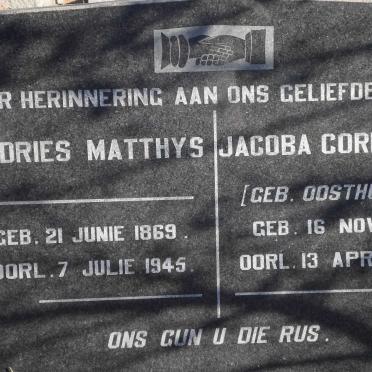 R HERINNERING AAN ONS GELIEFDE
DRIES MATTHYS JACOBA COR
[GEB. OOSTHU
GEB. 21 JUNIE 1869. GEB. 16 NOV
OORL. 7 JULIE 1945. OORL. 13 APR
ONS GUN U DIE RUS.